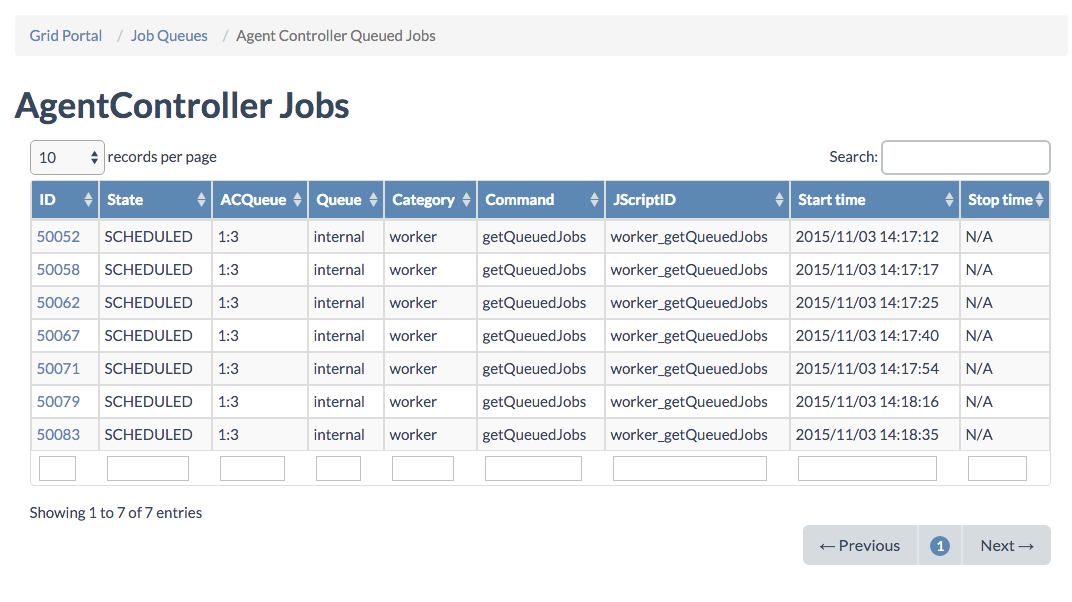 Grid Portal / Job Queues / Agent Controller Queued Jobs
AgentController Jobs
10 records per page Search:
ID State ACQueue Queue Category Command JScriptID Start time Stop time
50052 SCHEDULED 1:3 internal worker getQueuedJobs worker_getQueuedJobs 2015/11/03 14:17:12 N/A
50058 SCHEDULED 1:3 internal worker getQueuedJobs worker_getQueuedJobs 2015/11/03 14:17:17 N/A
50062 SCHEDULED 1:3 internal worker getQueuedJobs worker_getQueuedJobs 2015/11/03 14:17:25 N/A
50067 SCHEDULED 1:3 internal worker getQueuedJobs worker_getQueuedJobs 2015/11/03 14:17:40 N/A
50071 SCHEDULED 1:3 internal worker getQueuedJobs worker_getQueuedJobs 2015/11/03 14:17:54 N/A
50079 SCHEDULED 1:3 internal worker getQueuedJobs worker_getQueuedJobs 2015/11/03 14:18:16 N/A
50083 SCHEDULED 1:3 internal worker getQueuedJobs worker_getQueuedJobs 2015/11/03 14:18:35 N/A
Showing 1 to 7 of 7 entries
← Previous 1 Next →